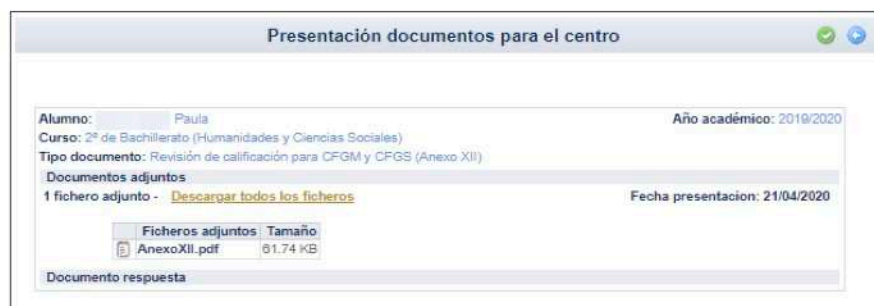 Presentación documentos para el centro
Alumno: Paula Año académico: 2019/2020
Curso: 2º de Bachillerato (Humanidades y Ciencias Sociales)
Tipo documento: Revisión de calificación para CFGM y CFGS (Anexo XII)
Documentos adjuntos
1 fichero adjunto - Descargar todos los ficheros Fecha presentacion: 21/04/2020
Ficheros adjuntos Tamaño
AnexoXII.pdf 61.74 KB
Documento respuesta